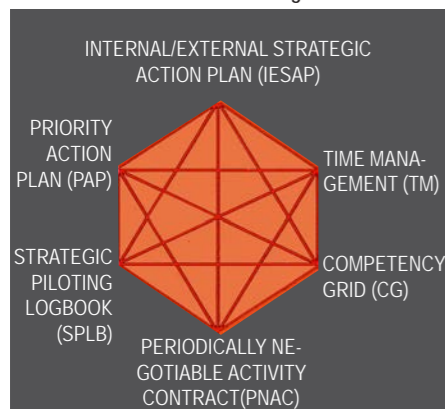 INTERNAL/EXTERNAL STRATEGIC
ACTION PLAN (IESAP)
PRIORITY
ACTION
PLAN (PAP)
TIME MANA-
GEMENT (TM)
STRATEGIC
PILOTING
LOGBOOK
(SPLB)
COMPETENCY
GRID (CG)
PERIODICALLY NE-
GOTIABLE ACTIVITY
CONTRACT(PNAC)